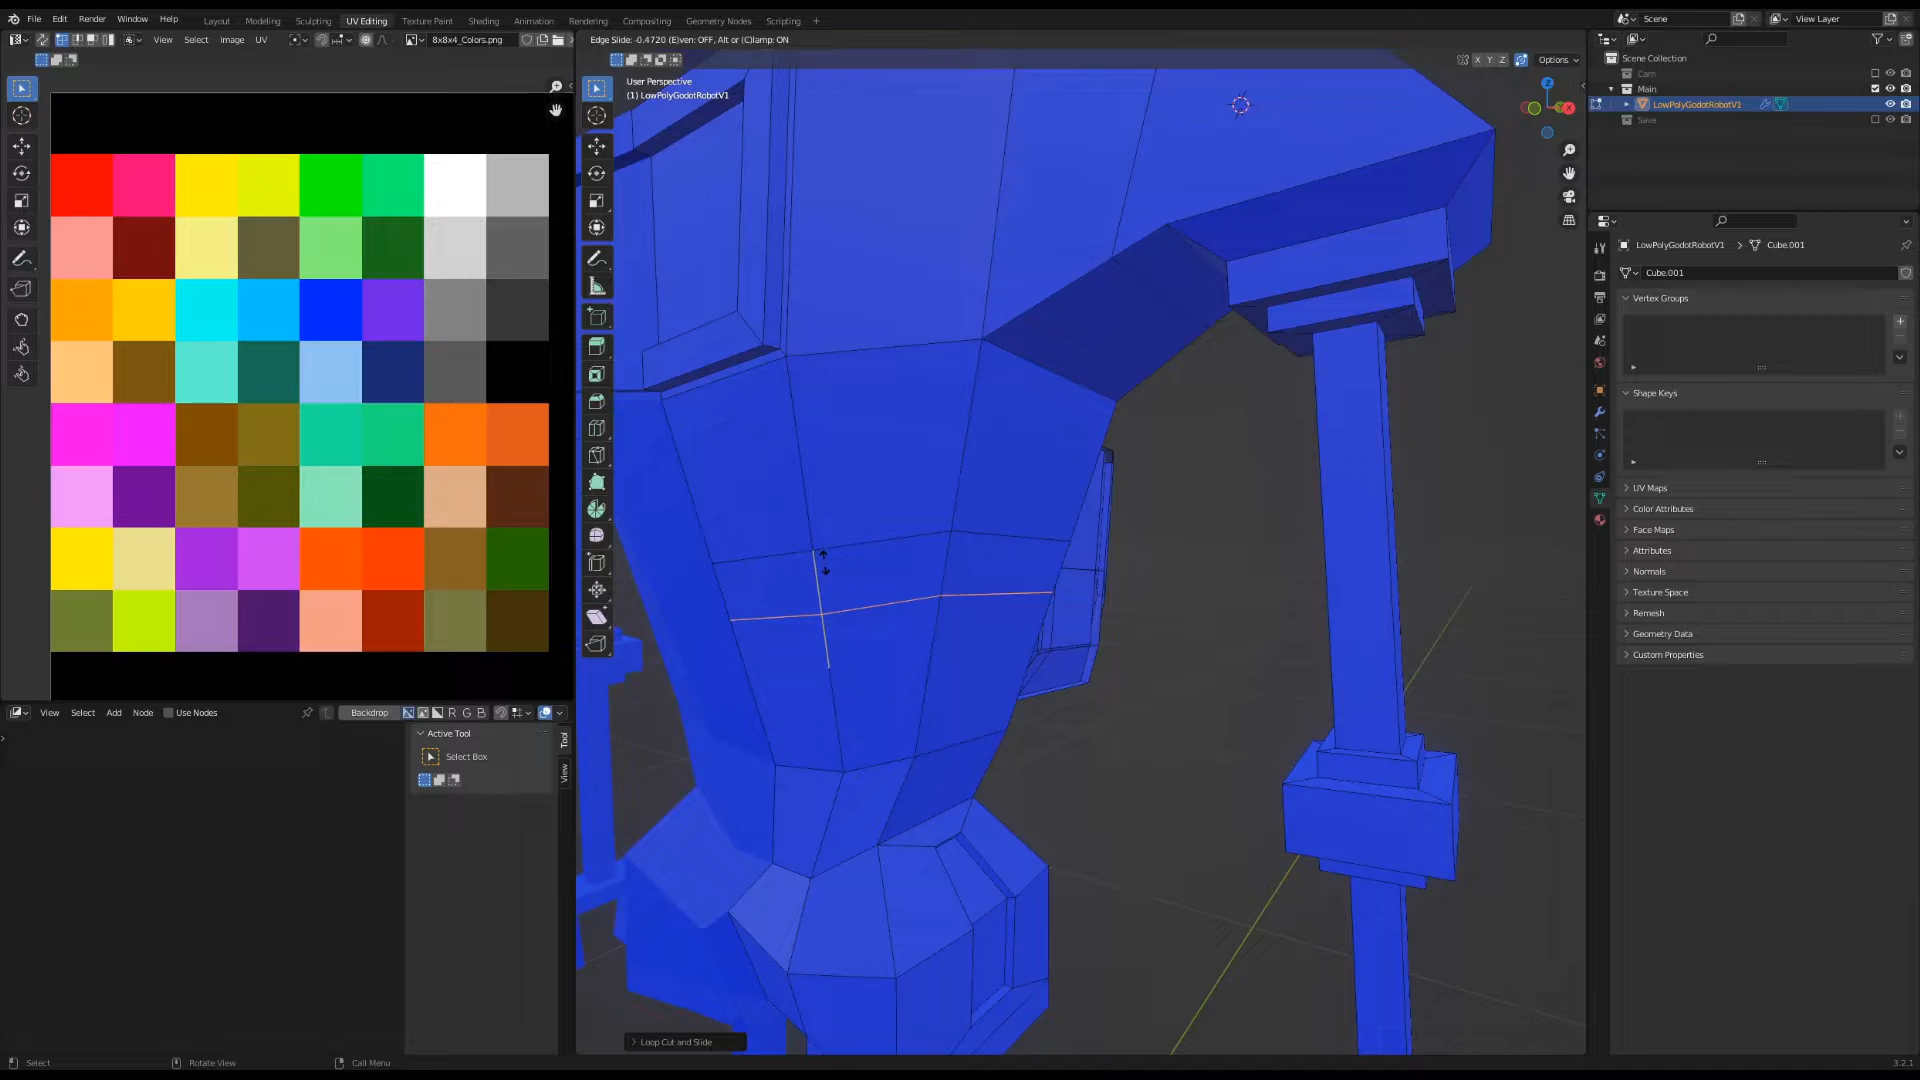 File Edit Render Window Help
Layout Modeling Sculpting UV Editing Texture Paint Shading Animation Rendering Compositing Geometry Nodes Scripting +
Scene
View Layer
View Select Image UV
8x8x4_Colors.png
Edge Slide: -0.4720 (E)ven: OFF, Alt or (C)lamp: ON
X Y Z
Options
User Perspective
(1) LowPolyGodotRobotV1
Scene Collection
Cam
Main
LowPolyGodotRobotV1
Save
LowPolyGodotRobotV1 > Cube.001
Cube.001
Vertex Groups
Shape Keys
UV Maps
Color Attributes
Face Maps
Attributes
Normals
Texture Space
Remesh
Geometry Data
Custom Properties
View Select Add Node Use Nodes
Backdrop
R G B
Active Tool
Select Box
Tool
View
Loop Cut and Slide
Select
Rotate View
Call Menu
3.2.1